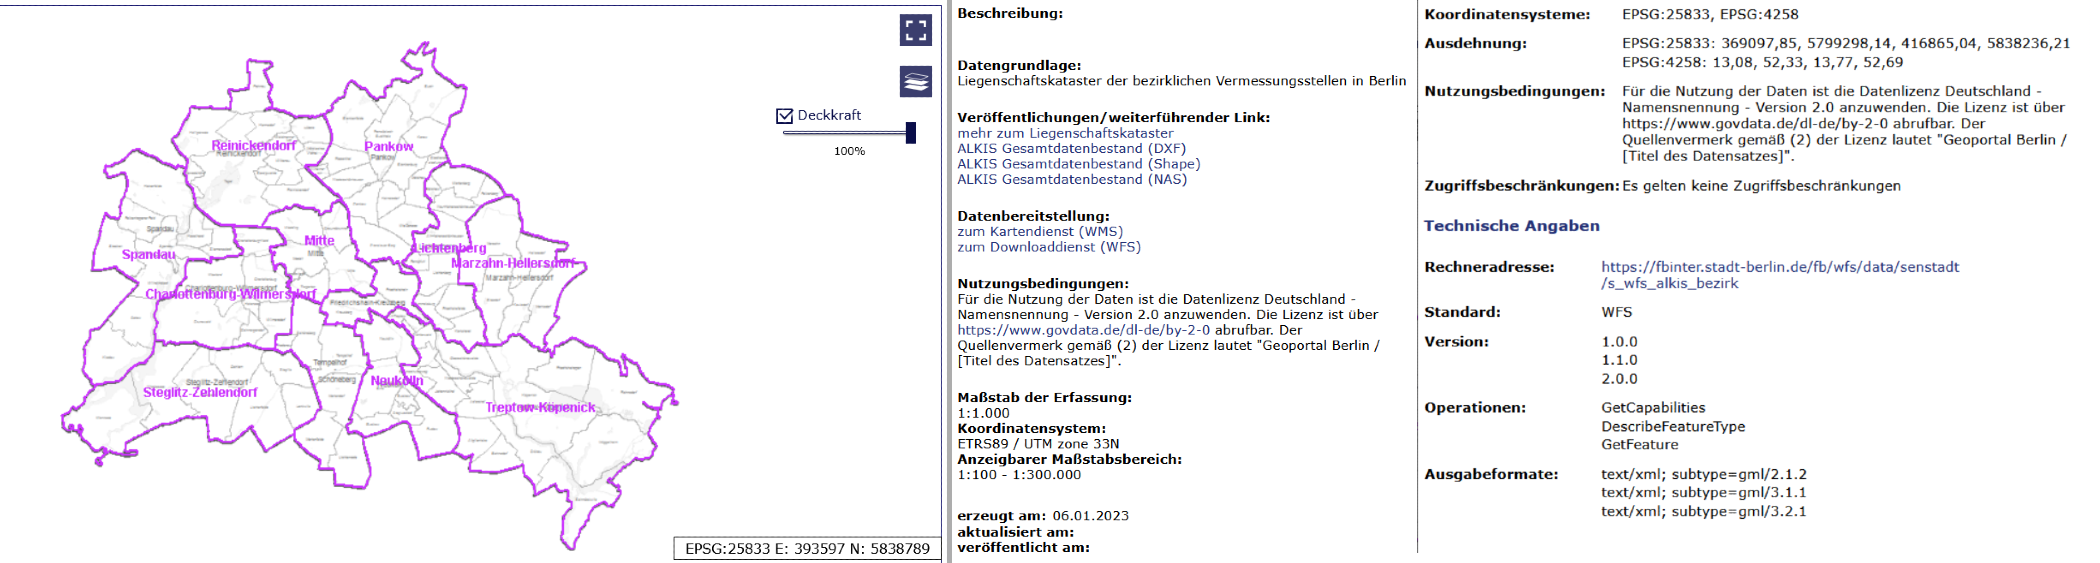 Deckkraft
100%
Reinickendorf
Reinickendorf
Pankow
Pankow
Spandau
Spandau
Mitte
Mitte
Lichtenberg
Marzahn-Hellersdorf
Marzahn-Hellersdorf
Charlottenburg-Wilmersdorf
Charlottenburg-Wilmersdorf
Friedrichshain-Kreuzberg
Tempelhof
Schöneberg
Steglitz-Zehlendorf
Steglitz-Zehlendorf
Neukölln
Treptow-Köpenick
EPSG:25833 E: 393597 N: 5838789
Beschreibung:
Datengrundlage:
Liegenschaftskataster der bezirklichen Vermessungsstellen in Berlin
Veröffentlichungen/weiterführender Link:
mehr zum Liegenschaftskataster
ALKIS Gesamtdatenbestand (DXF)
ALKIS Gesamtdatenbestand (Shape)
ALKIS Gesamtdatenbestand (NAS)
Datenbereitstellung:
zum Kartendienst (WMS)
zum Downloaddienst (WFS)
Nutzungsbedingungen:
Für die Nutzung der Daten ist die Datenlizenz Deutschland -
Namensnennung - Version 2.0 anzuwenden. Die Lizenz ist über
https://www.govdata.de/dl-de/by-2-0 abrufbar. Der
Quellenvermerk gemäß (2) der Lizenz lautet "Geoportal Berlin /
[Titel des Datensatzes]".
Maßstab der Erfassung:
1:1.000
Koordinatensystem:
ETRS89 / UTM zone 33N
Anzeigbarer Maßstabsbereich:
1:100 - 1:300.000
erzeugt am: 06.01.2023
aktualisiert am:
veröffentlicht am:
Koordinatensysteme: EPSG:25833, EPSG:4258
Ausdehnung: EPSG:25833: 369097,85, 5799298,14, 416865,04, 5838236,21
EPSG:4258: 13,08, 52,33, 13,77, 52,69
Nutzungsbedingungen: Für die Nutzung der Daten ist die Datenlizenz Deutschland -
Namensnennung - Version 2.0 anzuwenden. Die Lizenz ist über
https://www.govdata.de/dl-de/by-2-0 abrufbar. Der
Quellenvermerk gemäß (2) der Lizenz lautet "Geoportal Berlin /
[Titel des Datensatzes]".
Zugriffsbeschränkungen: Es gelten keine Zugriffsbeschränkungen
Technische Angaben
Rechneradresse: https://fbinter.stadt-berlin.de/fb/wfs/data/senstadt
/s_wfs_alkis_bezirk
Standard: WFS
Version: 1.0.0
1.1.0
2.0.0
Operationen: GetCapabilities
DescribeFeatureType
GetFeature
Ausgabeformate: text/xml; subtype=gml/2.1.2
text/xml; subtype=gml/3.1.1
text/xml; subtype=gml/3.2.1